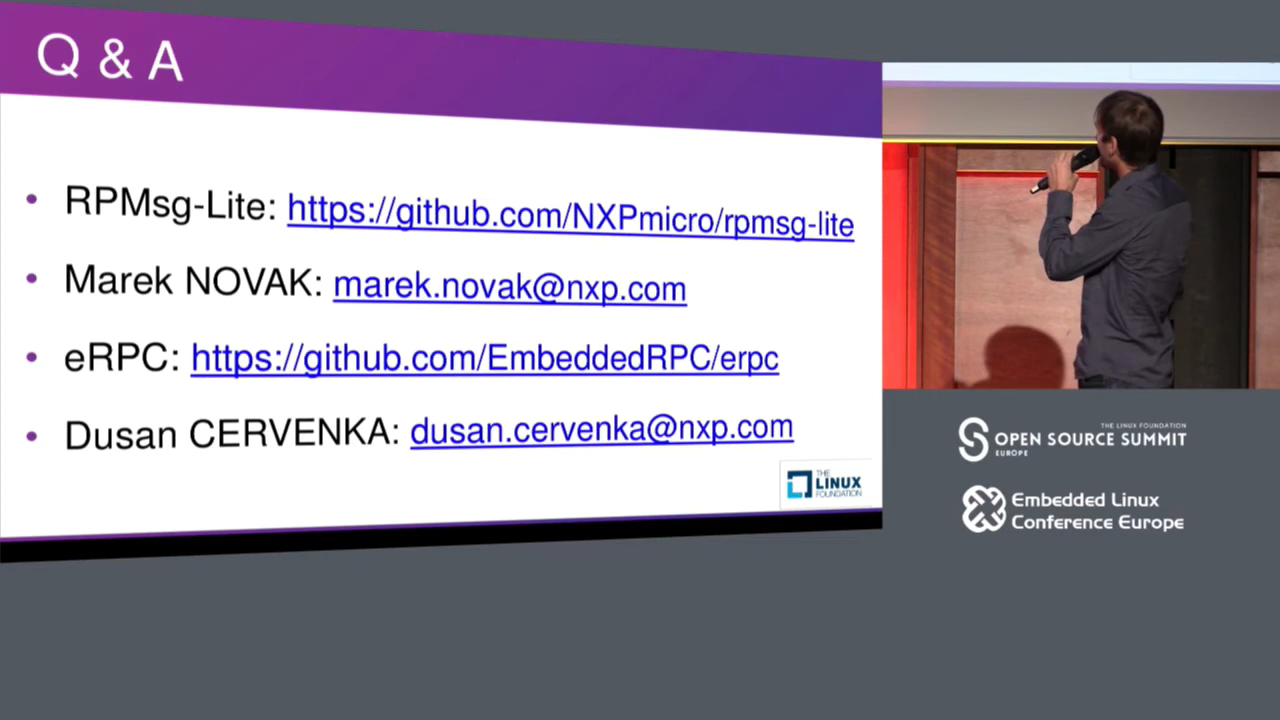 Q & A
• RPMsg-Lite: https://github.com/NXPmicro/rpmsg-lite
• Marek NOVAK: marek.novak@nxp.com
• eRPC: https://github.com/EmbeddedRPC/erpc
• Dusan CERVENKA: dusan.cervenka@nxp.com
THE
LINUX
FOUNDATION
THE LINUX FOUNDATION
OPEN SOURCE SUMMIT
EUROPE
Embedded Linux
Conference Europe